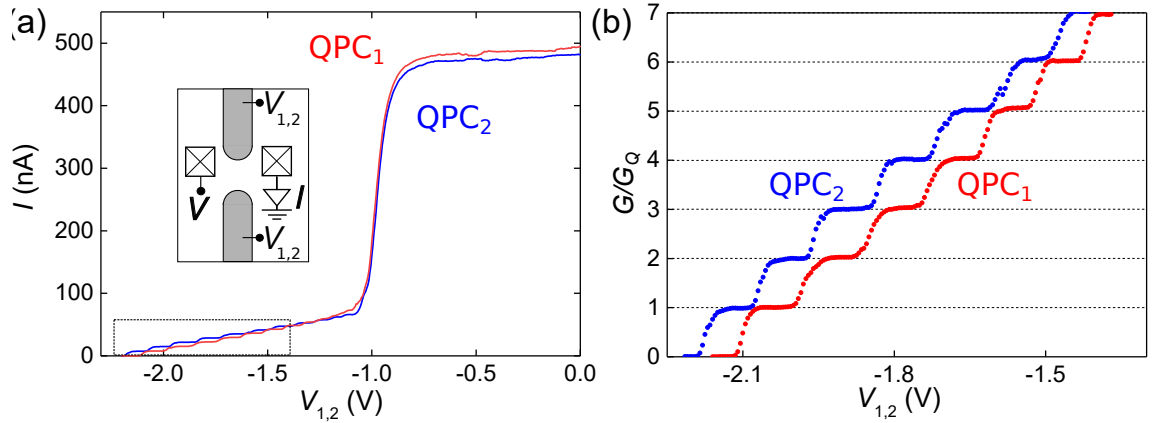 (a)
I (nA)
500
400
300
200
100
0
-2.0 -1.5 -1.0 -0.5 0.0
V1,2 (V)
QPC1
QPC2
V1,2
V
I
V1,2
(b)
G/GQ
7
6
5
4
3
2
1
0
-2.1 -1.8 -1.5
V1,2 (V)
QPC2
QPC1